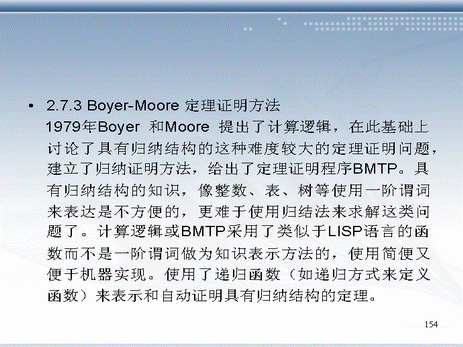 • 2.7.3 Boyer-Moore 定理证明方法
1979年Boyer 和Moore 提出了计算逻辑，在此基础上
讨论了具有归纳结构的这种难度较大的定理证明问题，
建立了归纳证明方法，给出了定理证明程序BMTP。具
有归纳结构的知识，像整数、表、树等使用一阶谓词
来表达是不方便的，更难于使用归结法来求解这类问
题了。计算逻辑或BMTP采用了类似于LISP语言的函
数而不是一阶谓词做为知识表示方法的，使用简便又
便于机器实现。使用了递归函数（如递归方式来定义
函数）来表示和自动证明具有归纳结构的定理。
154